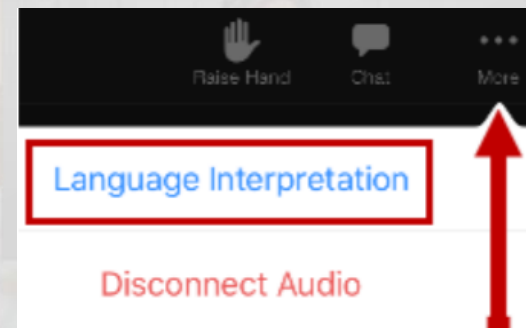 Raise Hand Chat More
Language Interpretation
Disconnect Audio